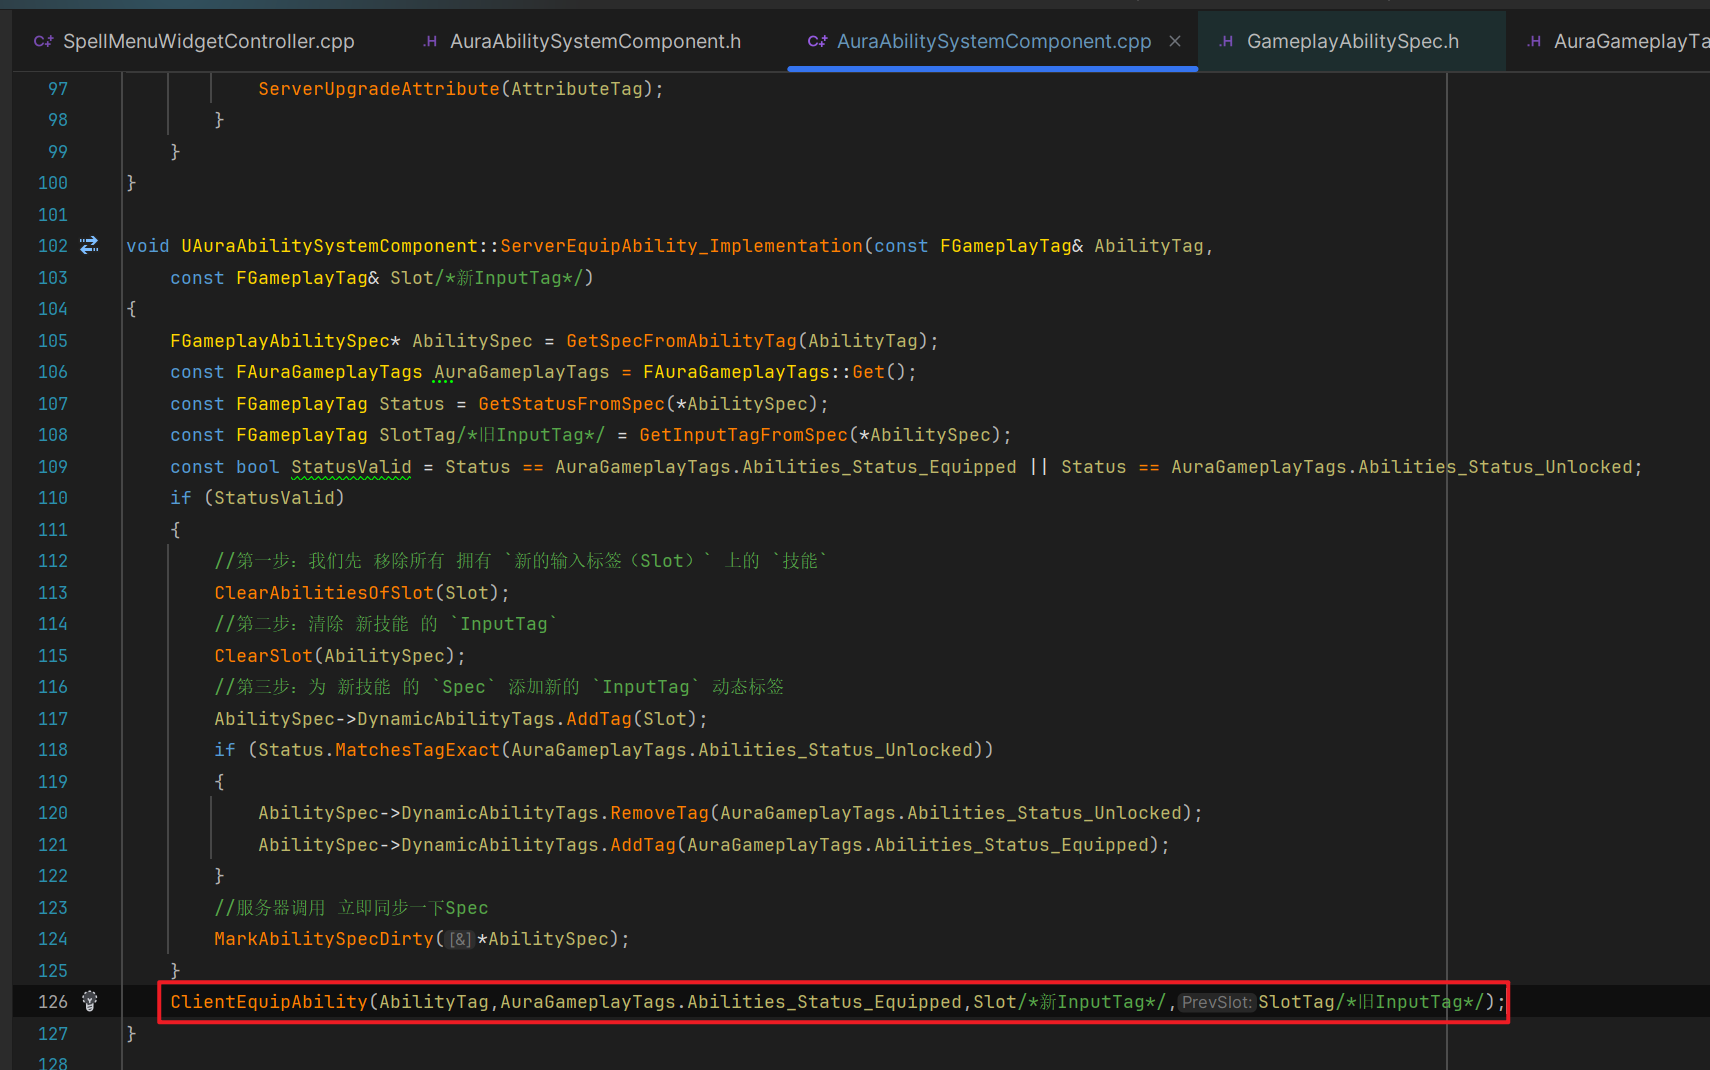 SpellMenuWidgetController.cpp .H AuraAbilitySystemComponent.h C++ AuraAbilitySystemComponent.cpp × .H GameplayAbilitySpec.h .H AuraGameplayTa
97 ServerUpgradeAttribute(AttributeTag);
98 }
99 }
100 }
101
102 void UAuraAbilitySystemComponent::ServerEquipAbility_Implementation(const FGameplayTag& AbilityTag,
103 const FGameplayTag& Slot/*新InputTag*/)
104 {
105 FGameplayAbilitySpec* AbilitySpec = GetSpecFromAbilityTag(AbilityTag);
106 const FAuraGameplayTags AuraGameplayTags = FAuraGameplayTags::Get();
107 const FGameplayTag Status = GetStatusFromSpec(*AbilitySpec);
108 const FGameplayTag SlotTag/*旧InputTag*/ = GetInputTagFromSpec(*AbilitySpec);
109 const bool StatusValid = Status == AuraGameplayTags.Abilities_Status_Equipped || Status == AuraGameplayTags.Abilities_Status_Unlocked;
110 if (StatusValid)
111 {
112 //第一步：我们先 移除所有 拥有 `新的输入标签（Slot）` 上的 `技能`
113 ClearAbilitiesOfSlot(Slot);
114 //第二步：清除 新技能 的 `InputTag`
115 ClearSlot(AbilitySpec);
116 //第三步：为 新技能 的 `Spec` 添加新的 `InputTag` 动态标签
117 AbilitySpec->DynamicAbilityTags.AddTag(Slot);
118 if (Status.MatchesTagExact(AuraGameplayTags.Abilities_Status_Unlocked))
119 {
120 AbilitySpec->DynamicAbilityTags.RemoveTag(AuraGameplayTags.Abilities_Status_Unlocked);
121 AbilitySpec->DynamicAbilityTags.AddTag(AuraGameplayTags.Abilities_Status_Equipped);
122 }
123 //服务器调用 立即同步一下Spec
124 MarkAbilitySpecDirty([&]*AbilitySpec);
125 }
126 ClientEquipAbility(AbilityTag,AuraGameplayTags.Abilities_Status_Equipped,Slot/*新InputTag*/,PrevSlot:SlotTag/*旧InputTag*/);
127 }
128